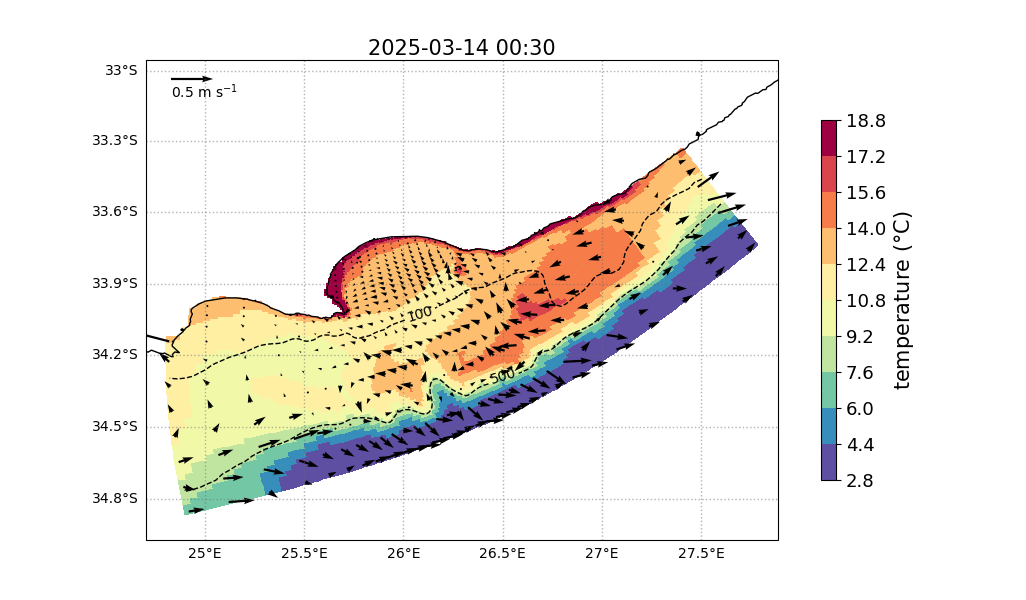 2025-03-14 00:30
0.5 m s⁻¹
33°S
33.3°S
33.6°S
33.9°S
34.2°S
34.5°S
34.8°S
100
500
25°E 25.5°E 26°E 26.5°E 27°E 27.5°E
18.8
17.2
15.6
14.0
12.4
10.8
9.2
7.6
6.0
4.4
2.8
temperature (°C)